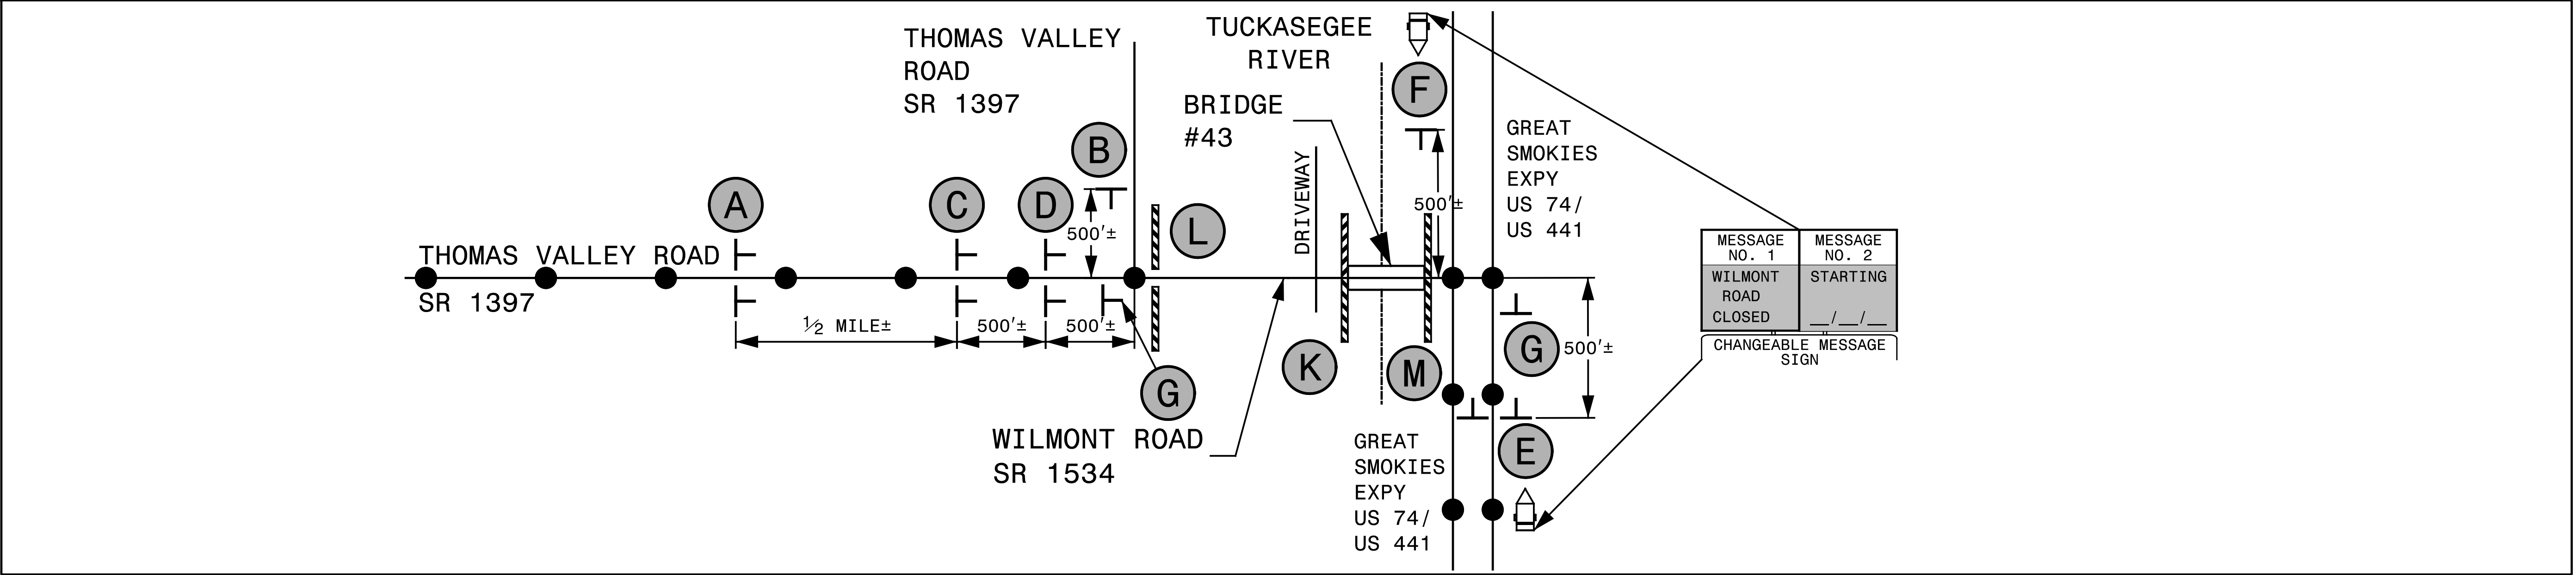 THOMAS VALLEY
ROAD
SR 1397
TUCKASEGEE
RIVER
BRIDGE
#43
F
B
A
C
D
L
500'±
500'±
DRIVEWAY
GREAT
SMOKIES
EXPY
US 74/
US 441
THOMAS VALLEY ROAD
SR 1397
½ MILE±
500'±
500'±
G
K
M
G
500'±
E
WILMONT ROAD
SR 1534
GREAT
SMOKIES
EXPY
US 74/
US 441
MESSAGE
NO. 1
WILMONT
ROAD
CLOSED
MESSAGE
NO. 2
STARTING
__/__/__
CHANGEABLE MESSAGE
SIGN